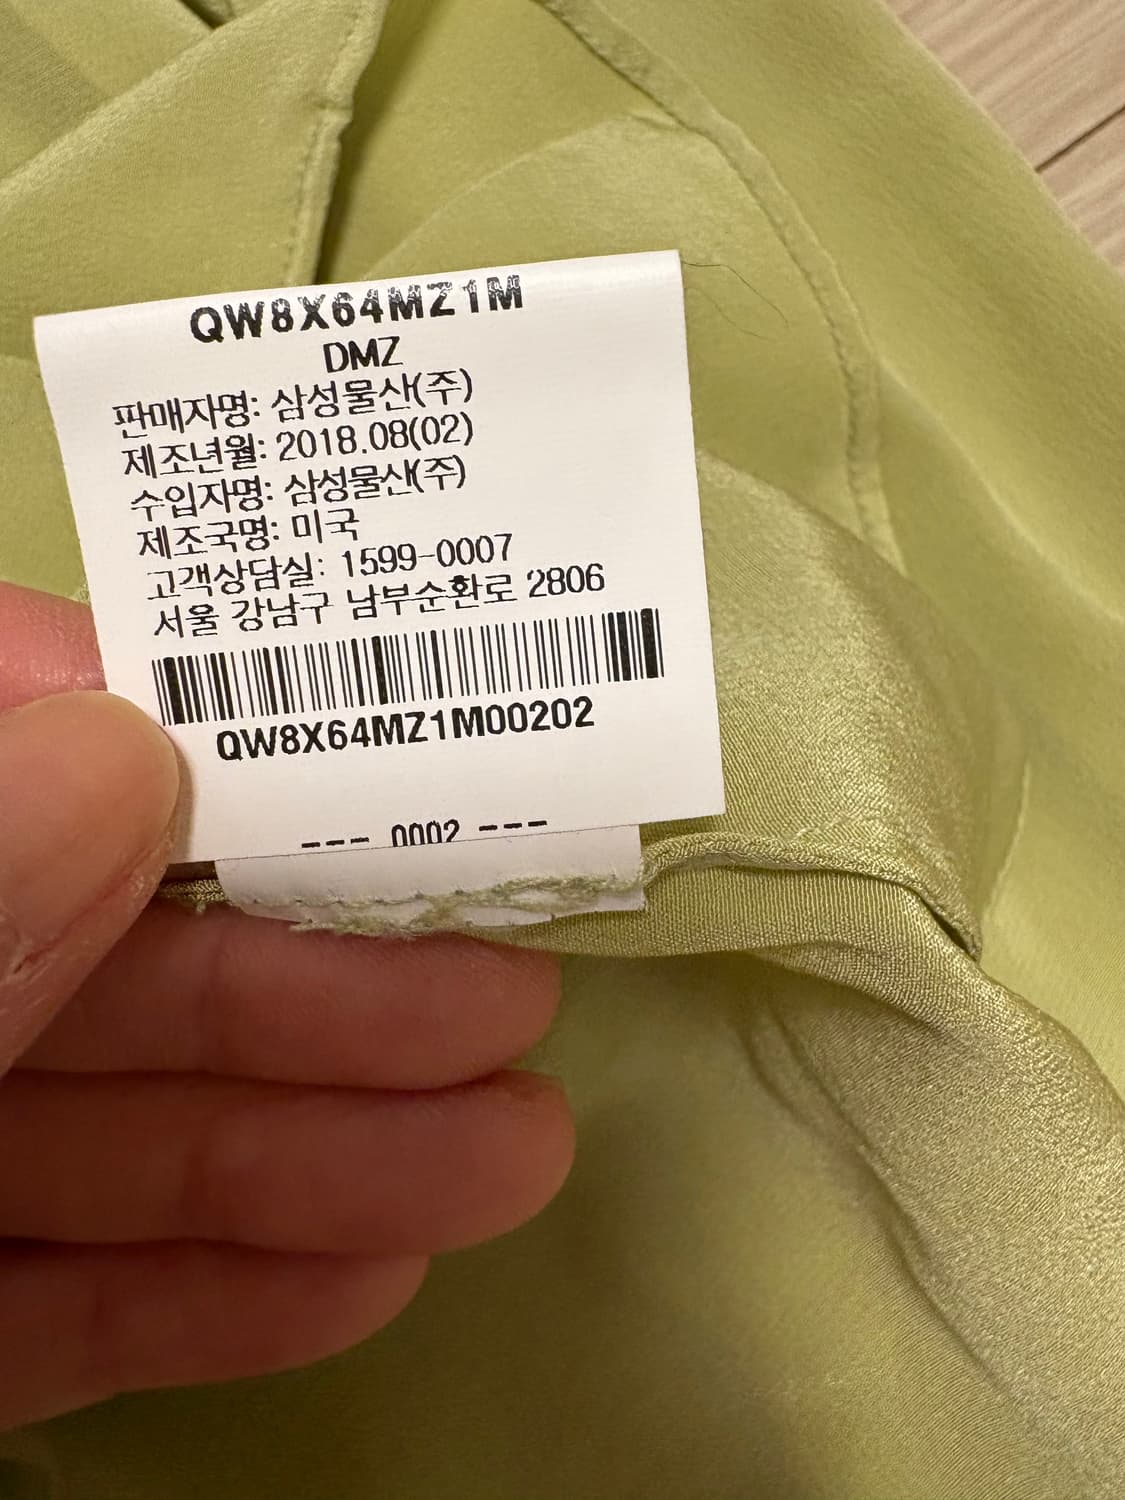 QW8X64MZ1M
DMZ
판매자명: 삼성물산(주)
제조년월: 2018.08(02)
수입자명: 삼성물산(주)
제조국명: 미국
고객상담실: 1599-0007
서울 강남구 남부순환로 2806
QW8X64MZ1M00202
--- 0002 ---